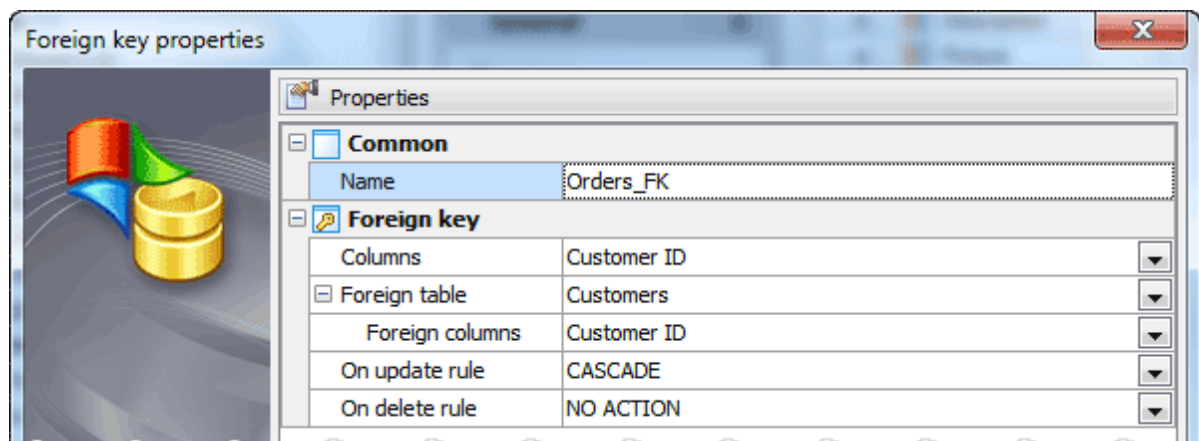 Foreign key properties
Properties
Common
Name Orders_FK
Foreign key
Columns Customer ID
Foreign table Customers
Foreign columns Customer ID
On update rule CASCADE
On delete rule NO ACTION